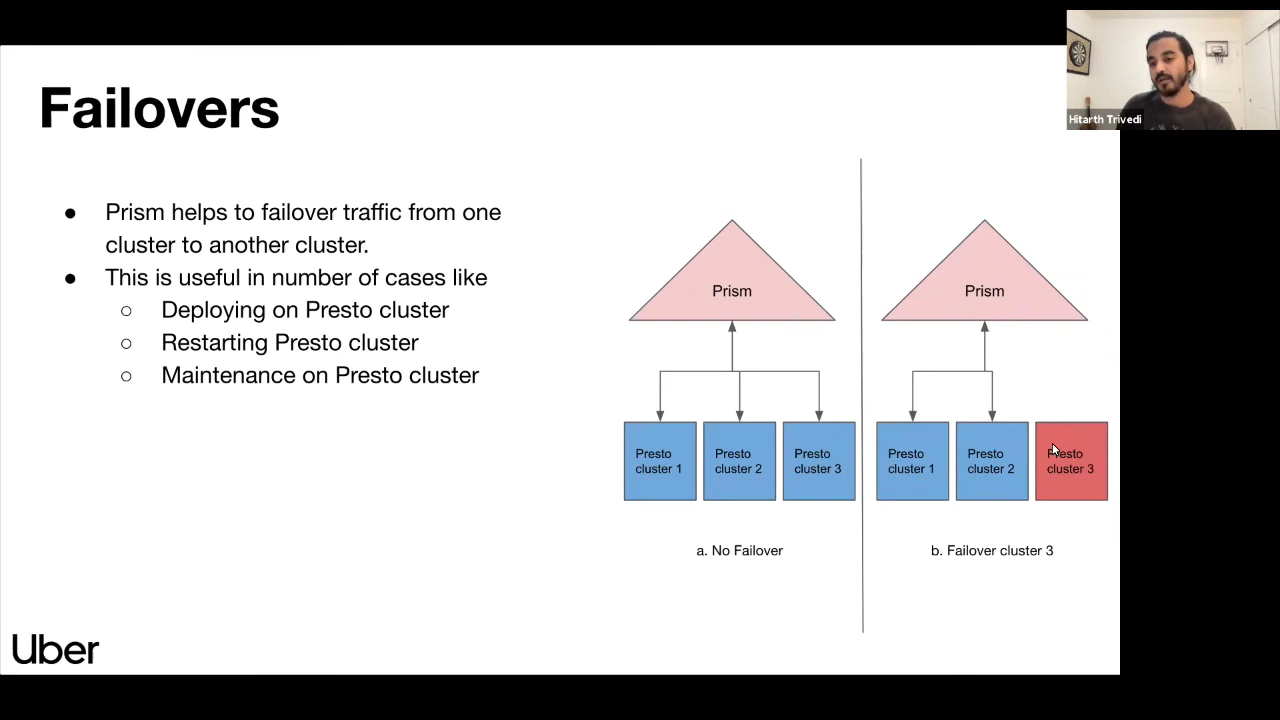 Hitarth Trivedi
Failovers
● Prism helps to failover traffic from one
cluster to another cluster.
● This is useful in number of cases like
○ Deploying on Presto cluster
○ Restarting Presto cluster
○ Maintenance on Presto cluster
Prism
Presto
cluster 1
Presto
cluster 2
Presto
cluster 3
a. No Failover
Prism
Presto
cluster 1
Presto
cluster 2
Presto
cluster 3
b. Failover cluster 3
Uber